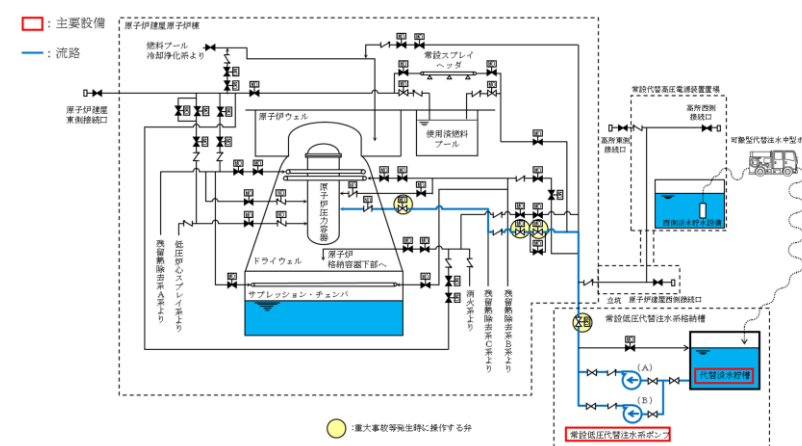 ：主要設備
：流路
原子炉建屋原子炉棟
燃料プール
冷却浄化系より
常設スプレイ
ヘッダ
原子炉建屋
東側接続口
原子炉ウェル
使用済燃料
プール
常設代替高圧電源装置置場
高所西側
接続口
高所東側
接続口
可搬型代替注水中型ポ
西側淡水貯水設備
原子炉圧力容器
ドライウェル
原子炉
格納容器下部へ
サプレッション・チェンバ
残留熱除去系A系より
低圧炉心スプレイ系より
消火系より
残留熱除去系C系より
残留熱除去系B系より
立坑
原子炉建屋西側接続口
常設低圧代替注水系格納槽
(A)
(B)
代替淡水貯槽
常設低圧代替注水系ポンプ
：重大事故等発生時に操作する弁